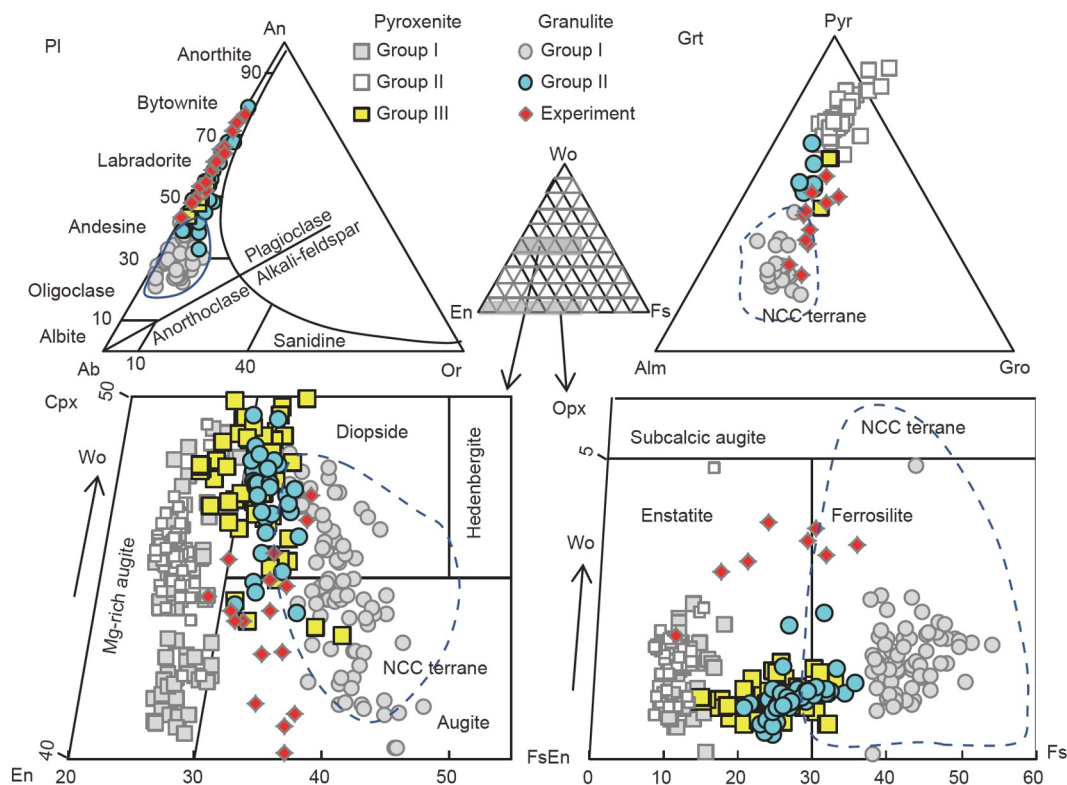 Pl
An
Anorthite
90
Bytownite
70
Labradorite
50
Andesine
30
Oligoclase
10
Albite
Ab
10
40
Or
Plagioclase
Alkali-feldspar
Anorthoclase
Sanidine
Pyroxenite
Group I
Group II
Group III
Granulite
Group I
Group II
Experiment
Wo
En
Fs
Grt
Pyr
NCC terrane
Alm
Gro
Cpx
50
Wo
Mg-rich augite
Diopside
Hedenbergite
NCC terrane
Augite
40
En
20
30
40
50
Fs
Opx
5
Wo
Subcalcic augite
NCC terrane
Enstatite
Ferrosilite
En
0
10
20
30
40
50
60
Fs